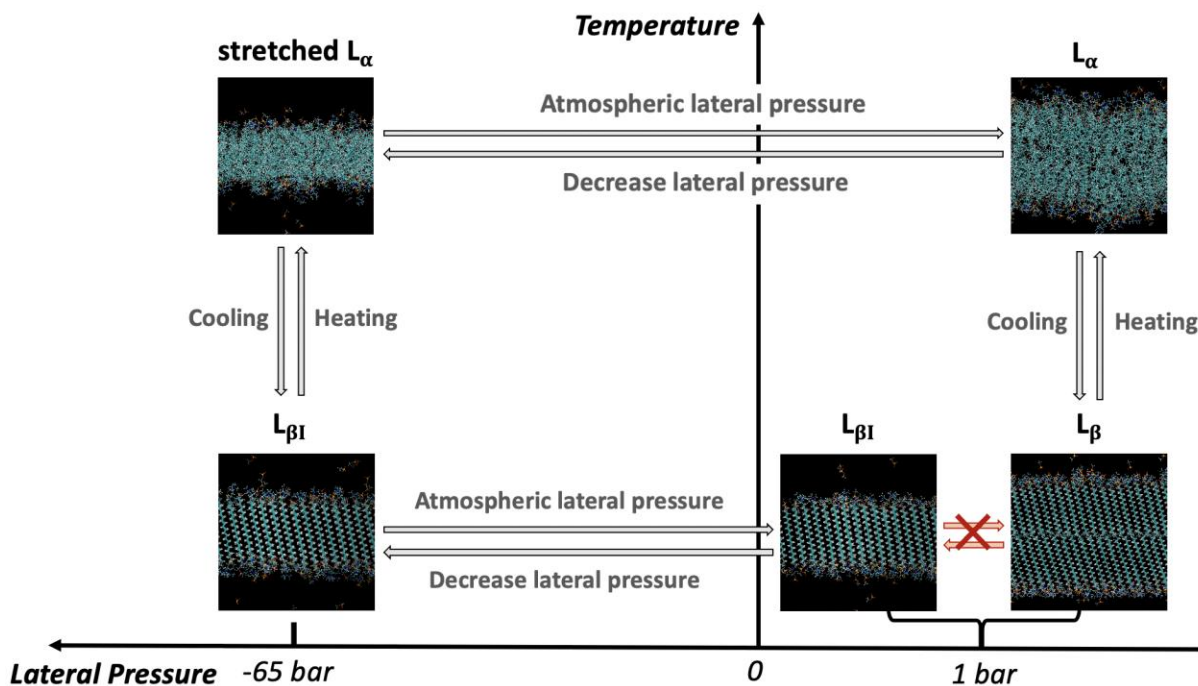 Temperature
stretched Lα
Lα
Atmospheric lateral pressure
Decrease lateral pressure
Cooling
Heating
Cooling
Heating
LβI
LβI
Lβ
Atmospheric lateral pressure
Decrease lateral pressure
Lateral Pressure
-65 bar
0
1 bar